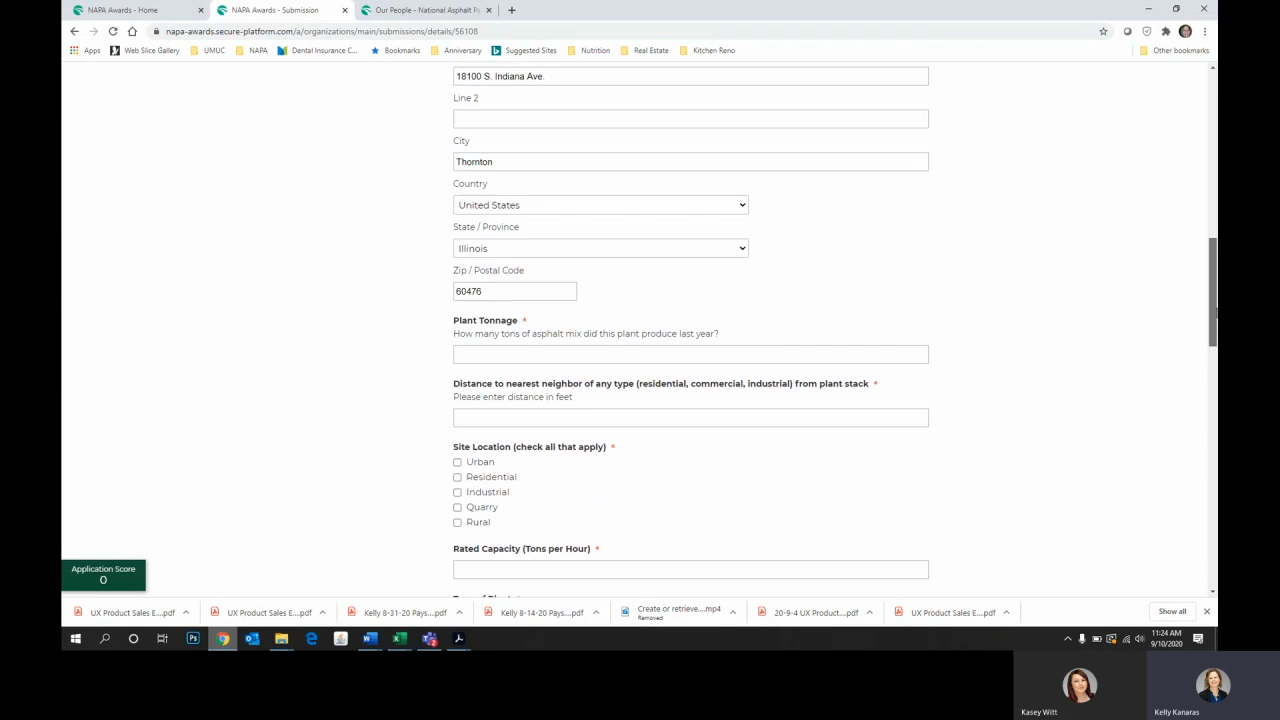 NAPA Awards - Home
NAPA Awards - Submission
Our People - National Asphalt Pa
napa-awards.secure-platform.com/a/organizations/main/submissions/details/56108
Apps
Web Slice Gallery
UMUC
NAPA
Dental Insurance C...
Bookmarks
Anniversary
Suggested Sites
Nutrition
Real Estate
Kitchen Reno
Other bookmarks
18100 S. Indiana Ave.
Line 2
City
Thornton
Country
United States
State / Province
Illinois
Zip / Postal Code
60476
Plant Tonnage *
How many tons of asphalt mix did this plant produce last year?
Distance to nearest neighbor of any type (residential, commercial, industrial) from plant stack *
Please enter distance in feet
Site Location (check all that apply) *
Urban
Residential
Industrial
Quarry
Rural
Rated Capacity (Tons per Hour) *
Application Score
0
UX Product Sales E....pdf
UX Product Sales E....pdf
Kelly 8-31-20 Pays....pdf
Kelly 8-14-20 Pays....pdf
Create or retrieve....mp4
Removed
20-9-4 UX Product....pdf
UX Product Sales E....pdf
Show all
11:24 AM
9/10/2020
Kasey Witt
Kelly Kanaras